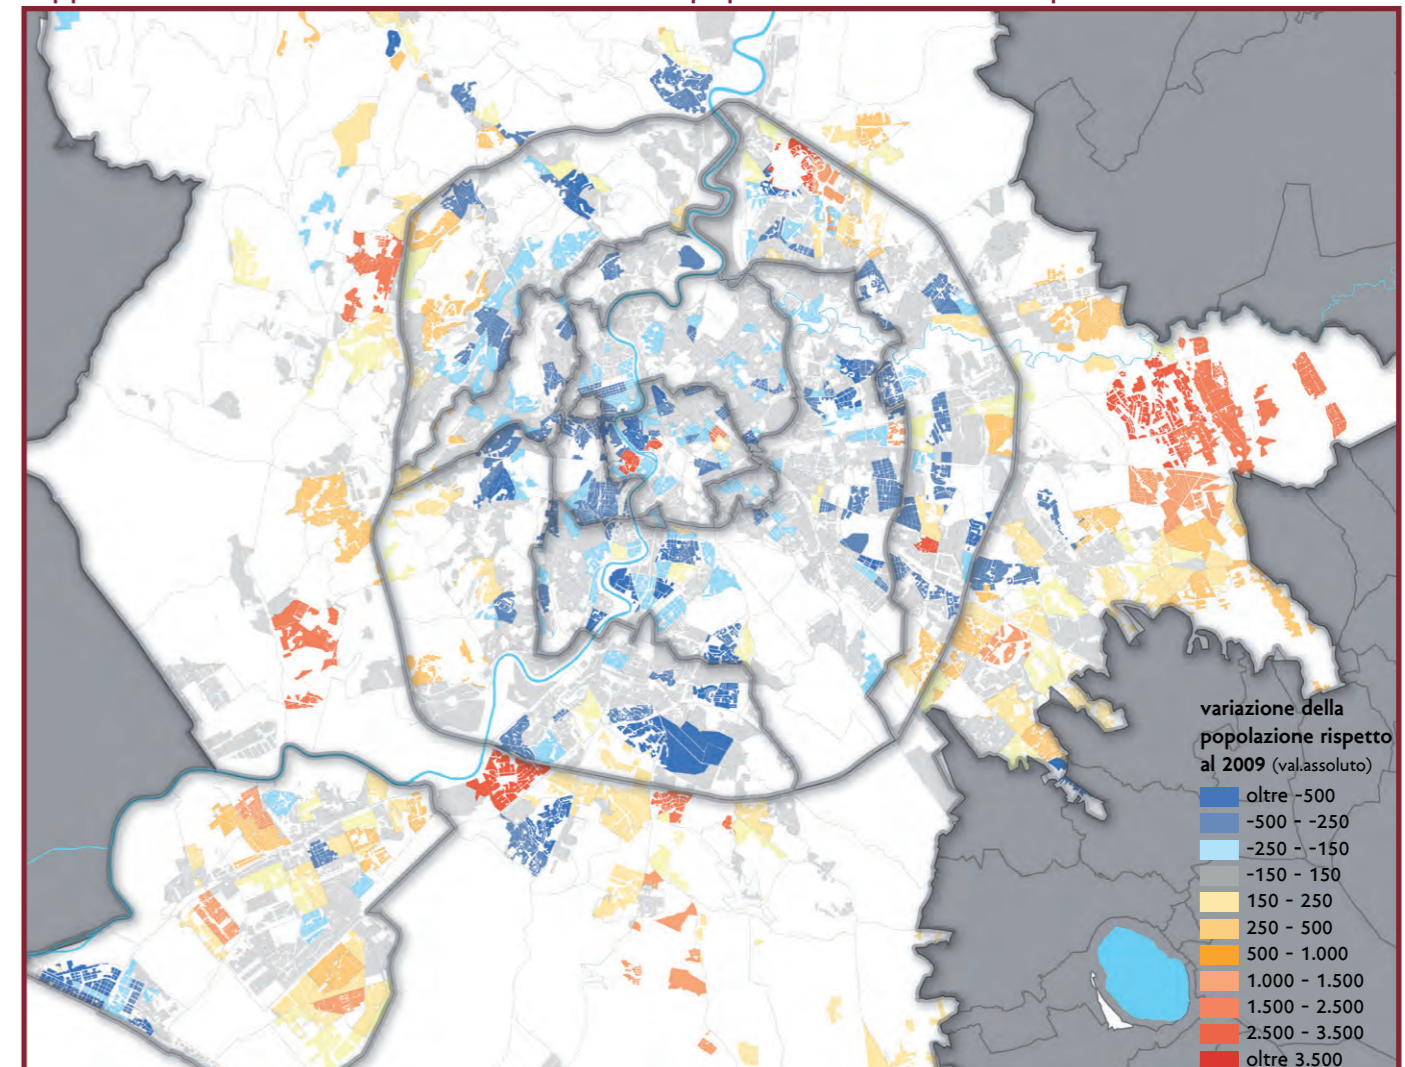 variazione della
popolazione rispetto
al 2009 (val.assoluto)
oltre -500
-500 - -250
-250 - -150
-150 - 150
150 - 250
250 - 500
500 - 1.000
1.000 - 1.500
1.500 - 2.500
2.500 - 3.500
oltre 3.500